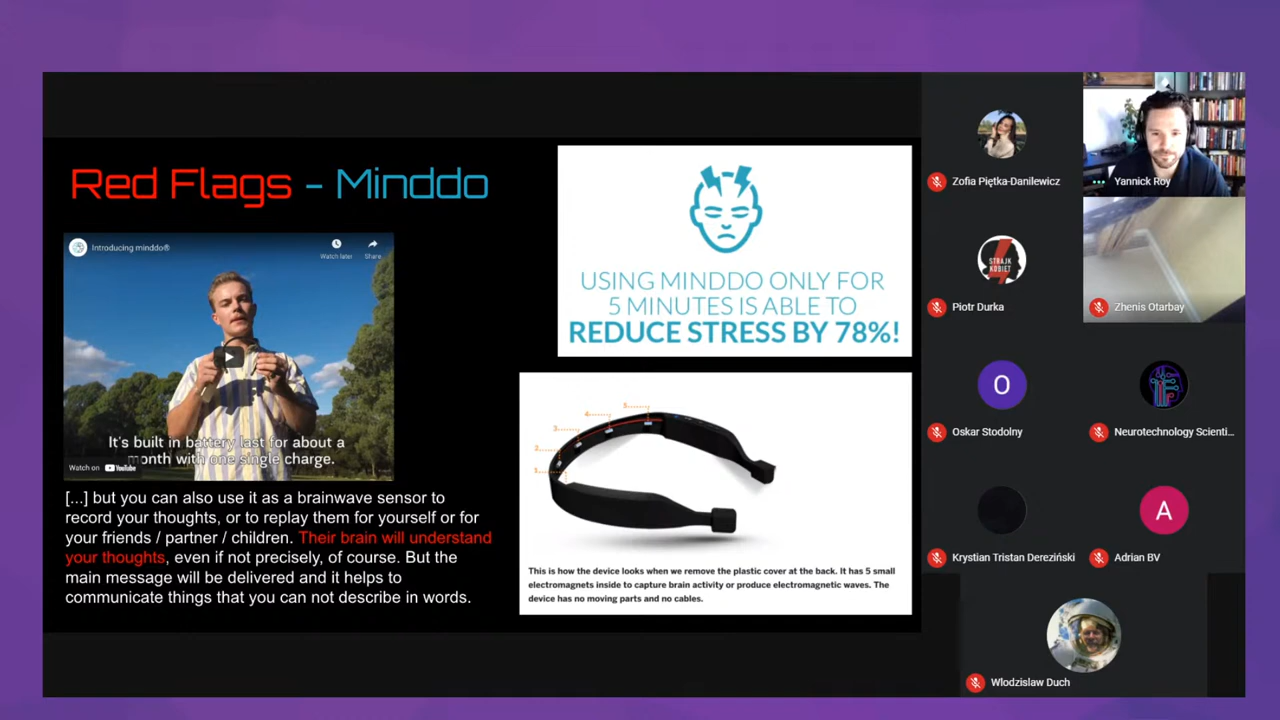 Red Flags - Minddo
Introducing minddo®
Watch later
Share
It's built in battery last for about a
month with one single charge.
Watch on YouTube
[...] but you can also use it as a brainwave sensor to
record your thoughts, or to replay them for yourself or for
your friends / partner / children. Their brain will understand
your thoughts, even if not precisely, of course. But the
main message will be delivered and it helps to
communicate things that you can not describe in words.
USING MINDDO ONLY FOR
5 MINUTES IS ABLE TO
REDUCE STRESS BY 78%!
5
4
3
2
1
This is how the device looks when we remove the plastic cover at the back. It has 5 small
electromagnets inside to capture brain activity or produce electromagnetic waves. The
device has no moving parts and no cables.
Zofia Piętka-Danilewicz
Yannick Roy
STRAJK
KOBIET
Piotr Durka
Zhenis Otarbay
O
Oskar Stodolny
Neurotechnology Scienti...
Krystian Tristan Dereziński
A
Adrian BV
Wlodzislaw Duch